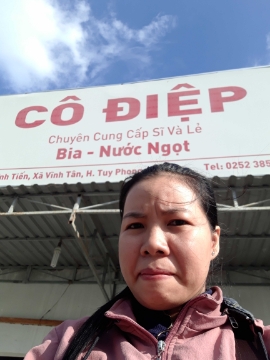 CÔ ĐIỆP
Chuyên Cung Cấp Sỉ Và Lẻ
Bia - Nước Ngọt
Tiến, Xã Vĩnh Tân, H. Tuy Phong
Tel: 0252 385